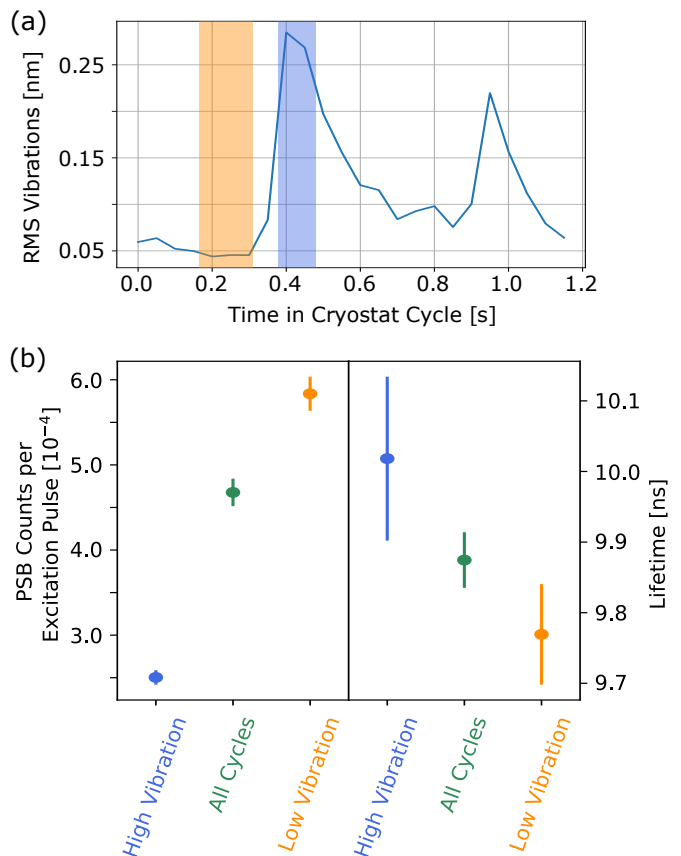 (a)
RMS Vibrations [nm]
0.25
0.15
0.05
0.0 0.2 0.4 0.6 0.8 1.0 1.2
Time in Cryostat Cycle [s]
(b)
PSB Counts per
Excitation Pulse [10⁻⁴]
6.0
5.0
4.0
3.0
10.1
10.0
9.9
9.8
9.7
Lifetime [ns]
High Vibration
All Cycles
Low Vibration
High Vibration
All Cycles
Low Vibration